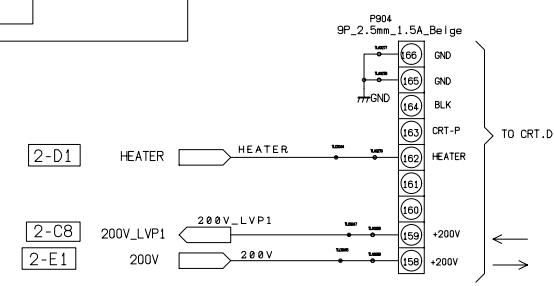 P904
9P_2.5mm_1.5A_Beige
166 GND
165 GND
GND
164 BLK
163 CRT-P
TO CRT.D
2-D1 HEATER HEATER 162 HEATER
161
160
2-C8 200V_LVP1 200V_LVP1 159 +200V
2-E1 200V 200V 158 +200V